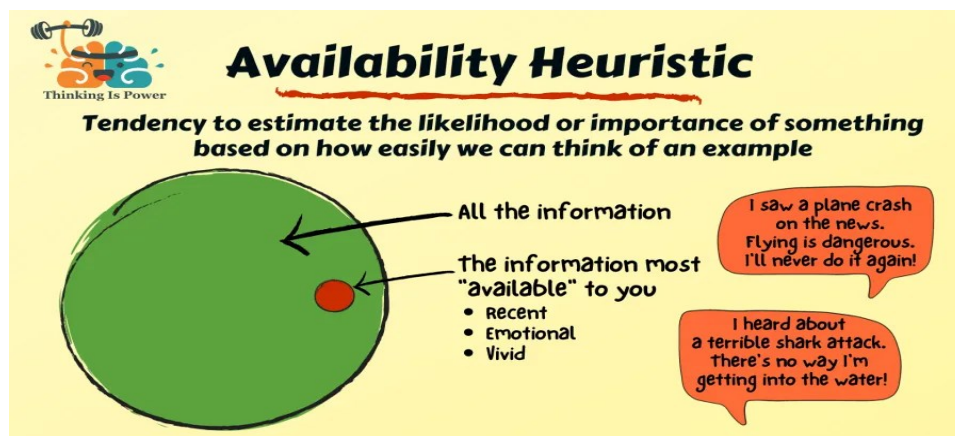 Thinking Is Power
Availability Heuristic
Tendency to estimate the likelihood or importance of something
based on how easily we can think of an example
All the information
The information most
"available" to you
• Recent
• Emotional
• Vivid
I saw a plane crash
on the news.
Flying is dangerous.
I'll never do it again!
I heard about
a terrible shark attack.
There's no way I'm
getting into the water!